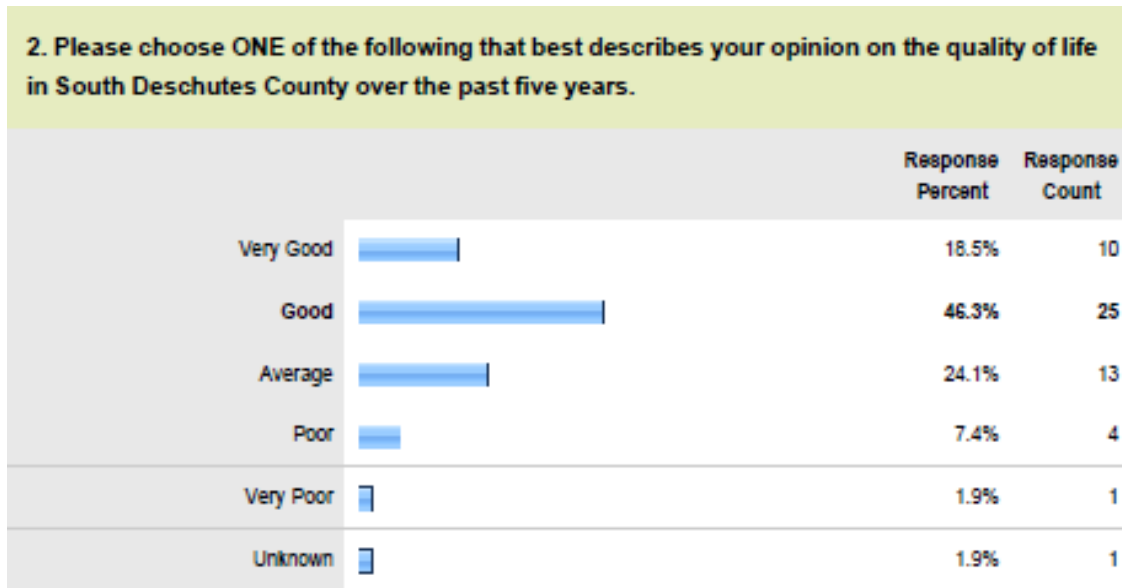 2. Please choose ONE of the following that best describes your opinion on the quality of life
in South Deschutes County over the past five years.
Response Percent Response Count
Very Good 18.5% 10
Good 46.3% 25
Average 24.1% 13
Poor 7.4% 4
Very Poor 1.9% 1
Unknown 1.9% 1